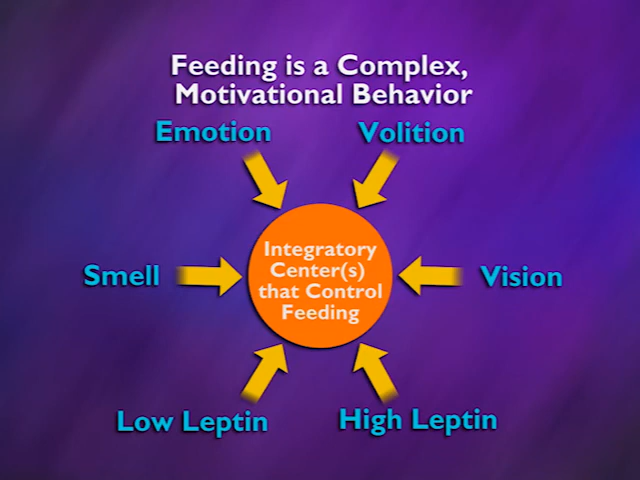 Feeding is a Complex,
Motivational Behavior
Emotion
Volition
Smell
Integratory
Center(s)
that Control
Feeding
Vision
Low Leptin
High Leptin